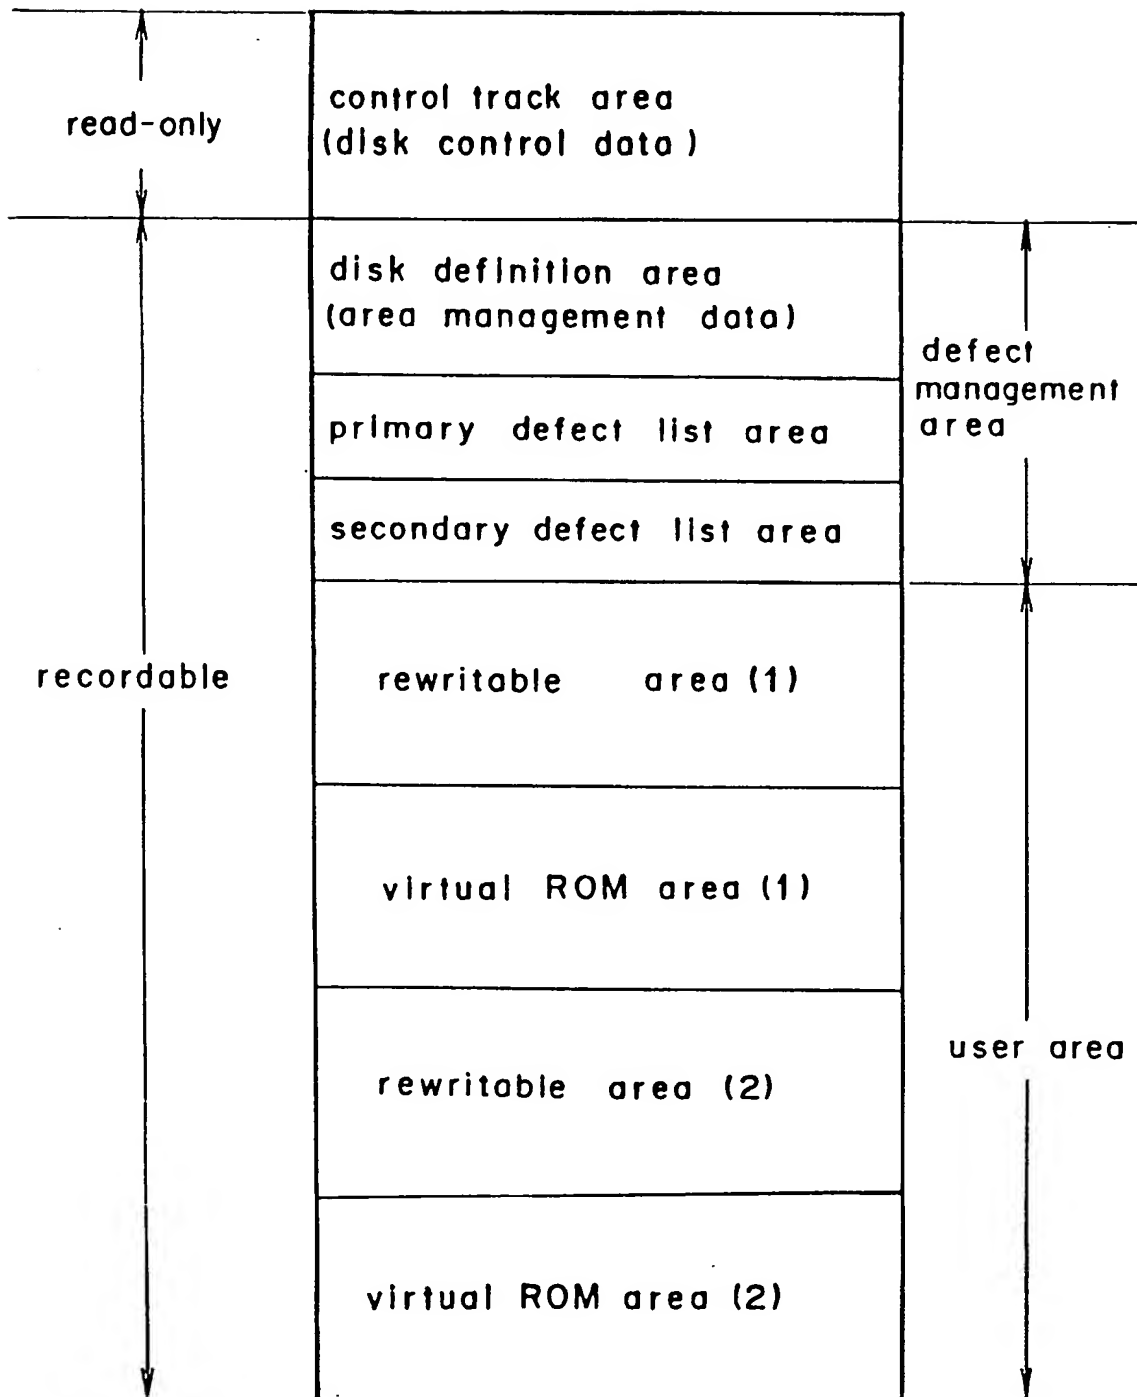 control track area
(disk control data)
read-only
disk definition area
(area management data)
defect
management
area
primary defect list area
secondary defect list area
recordable
rewritable area (1)
virtual ROM area (1)
user area
rewritable area (2)
virtual ROM area (2)